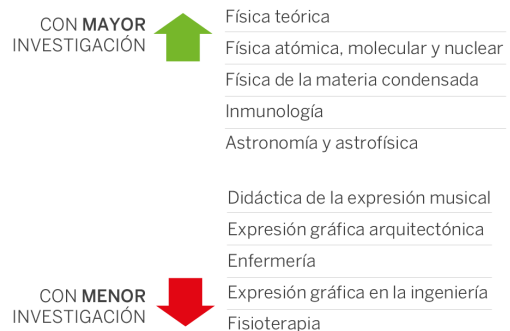 CON MAYOR
INVESTIGACIÓN
Física teórica
Física atómica, molecular y nuclear
Física de la materia condensada
Inmunología
Astronomía y astrofísica
Didáctica de la expresión musical
Expresión gráfica arquitectónica
Enfermería
CON MENOR
INVESTIGACIÓN
Expresión gráfica en la ingeniería
Fisioterapia